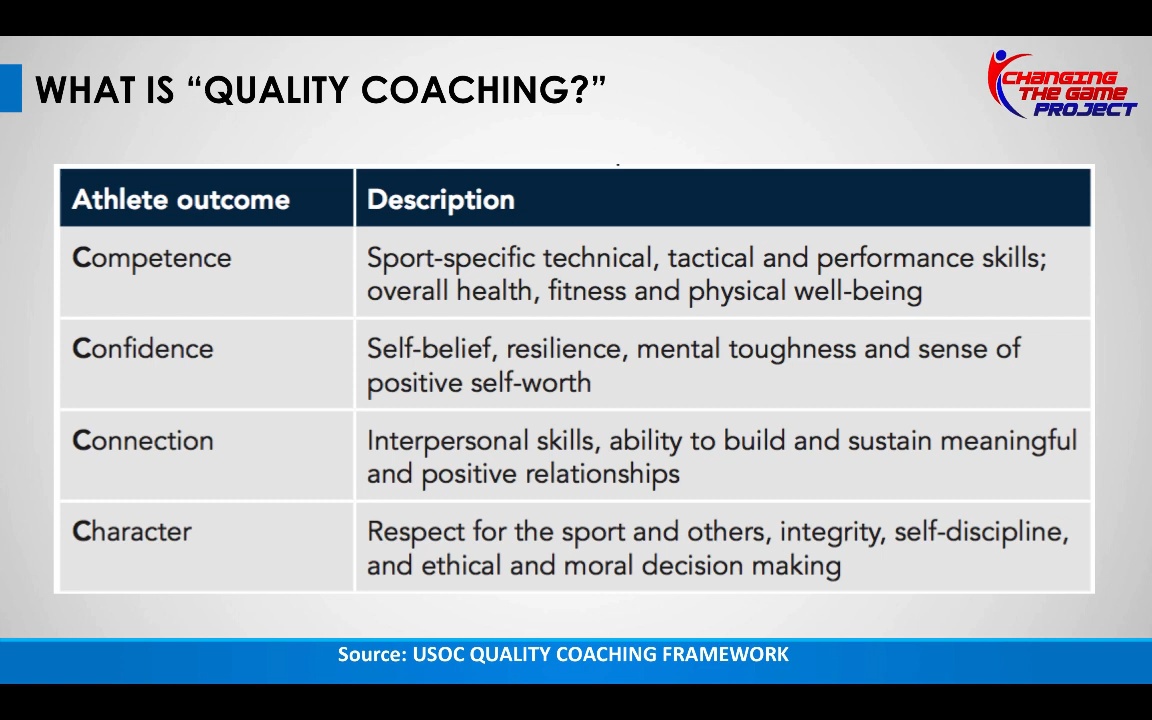 WHAT IS “QUALITY COACHING?”
CHANGING
THE GAME
PROJECT
Athlete outcome
Description
Competence
Sport-specific technical, tactical and performance skills;
overall health, fitness and physical well-being
Confidence
Self-belief, resilience, mental toughness and sense of
positive self-worth
Connection
Interpersonal skills, ability to build and sustain meaningful
and positive relationships
Character
Respect for the sport and others, integrity, self-discipline,
and ethical and moral decision making
Source: USOC QUALITY COACHING FRAMEWORK